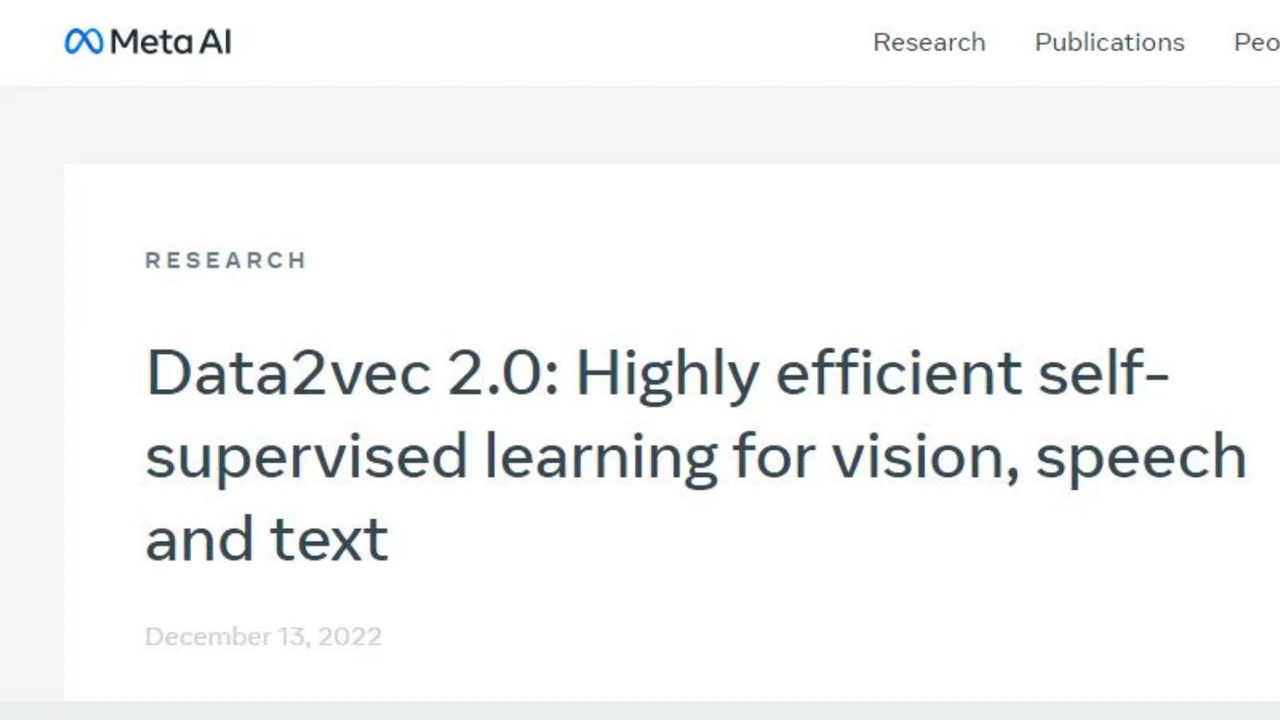 Meta AI
Research Publications
RESEARCH
Data2vec 2.0: Highly efficient self-
supervised learning for vision, speech
and text
December 13, 2022